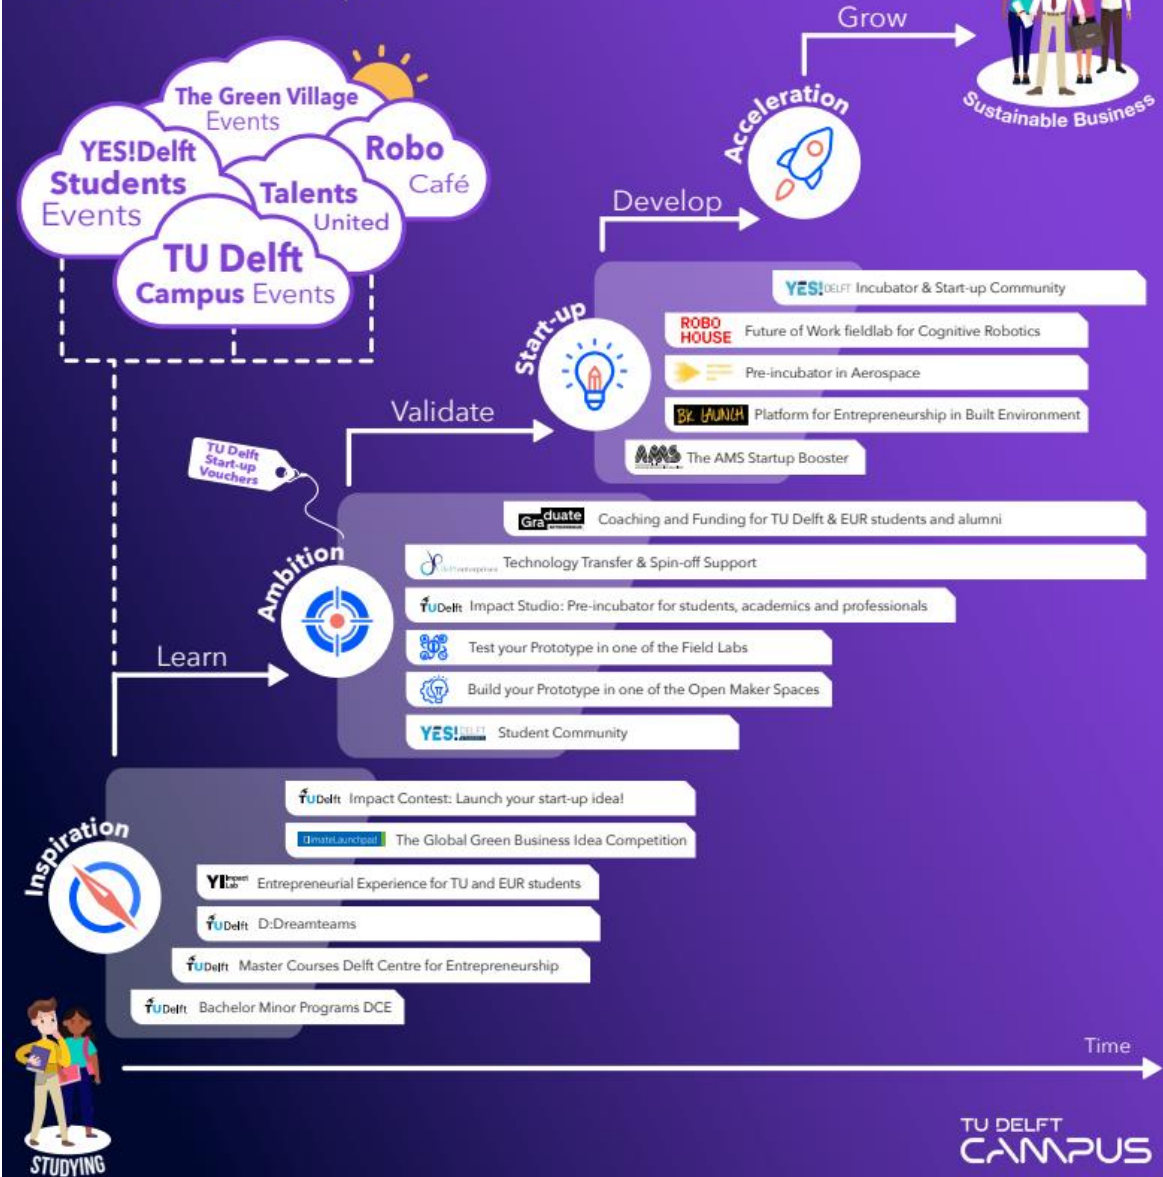 Grow
Sustainable Business
The Green Village
Events
YES!Delft
Students
Events
Robo
Café
Talents
United
TU Delft
Campus Events
Acceleration
Develop
Start-up
YES! DELFT Incubator & Start-up Community
ROBO
HOUSE
Future of Work fieldlab for Cognitive Robotics
Pre-incubator in Aerospace
BK LAUNCH Platform for Entrepreneurship in Built Environment
AMS The AMS Startup Booster
Validate
TU Delft
Start-up
Vouchers
Ambition
Graduate Coaching and Funding for TU Delft & EUR students and alumni
Technology Transfer & Spin-off Support
TUDelft Impact Studio: Pre-incubator for students, academics and professionals
Test your Prototype in one of the Field Labs
Build your Prototype in one of the Open Maker Spaces
YES! DELFT Student Community
Learn
Inspiration
TUDelft Impact Contest: Launch your start-up idea!
ClimateLaunchpad The Global Green Business Idea Competition
YI Impact Lab Entrepreneurial Experience for TU and EUR students
TUDelft D:Dreamteams
TUDelft Master Courses Delft Centre for Entrepreneurship
TUDelft Bachelor Minor Programs DCE
Time
STUDYING
TU DELFT
CAMPUS